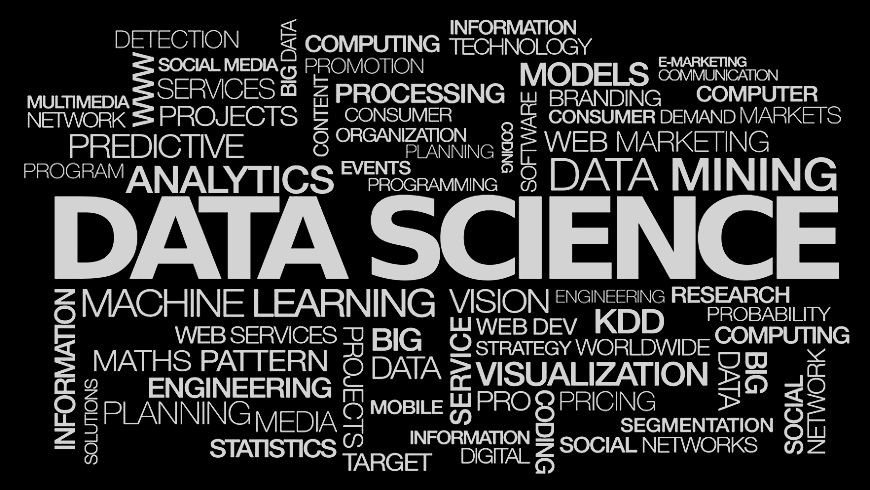 DETECTION
WWW
SOCIAL MEDIA
BIG DATA
COMPUTING
INFORMATION
TECHNOLOGY
SERVICES
PROMOTION
MODELS
E-MARKETING
COMMUNICATION
MULTIMEDIA
NETWORK
PROJECTS
CONTENT
PROCESSING
CONSUMER
SOFTWARE
BRANDING
COMPUTER
CONSUMER DEMAND MARKETS
PREDICTIVE
ORGANIZATION
PLANNING
CODING
WEB MARKETING
PROGRAM
ANALYTICS
EVENTS
PROGRAMMING
DATA MINING
DATA SCIENCE
INFORMATION
MACHINE LEARNING
VISION
ENGINEERING
RESEARCH
PROBABILITY
WEB SERVICES
PROJECTS
BIG
DATA
SERVICE
WEB DEV
KDD
COMPUTING
STRATEGY WORLDWIDE
MATHS PATTERN
VISUALIZATION
BIG
DATA
SOCIAL
NETWORK
ENGINEERING
SOLUTIONS
PLANNING
MEDIA
MOBILE
PRO
CODING
PRICING
SEGMENTATION
STATISTICS
INFORMATION
DIGITAL
SOCIAL NETWORKS
TARGET